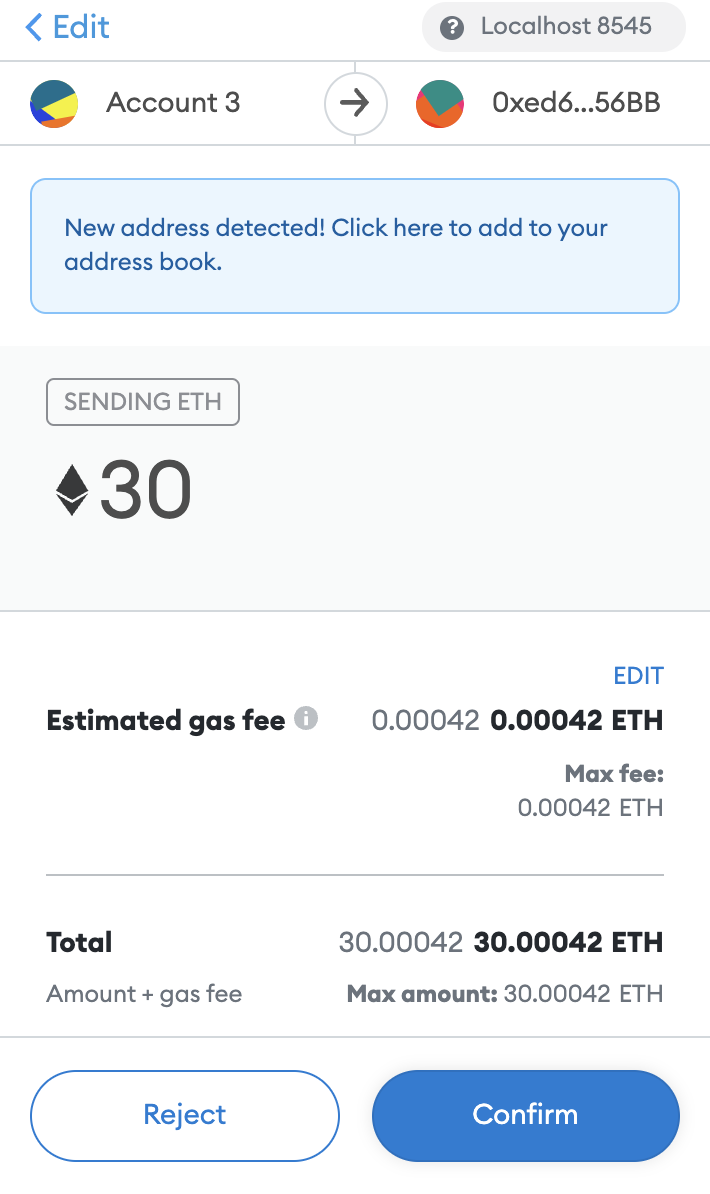 Edit
Localhost 8545
Account 3
0xed6...56BB
New address detected! Click here to add to your
address book.
SENDING ETH
30
EDIT
Estimated gas fee 0.00042 0.00042 ETH
Max fee:
0.00042 ETH
Total 30.00042 30.00042 ETH
Amount + gas fee Max amount: 30.00042 ETH
Reject
Confirm